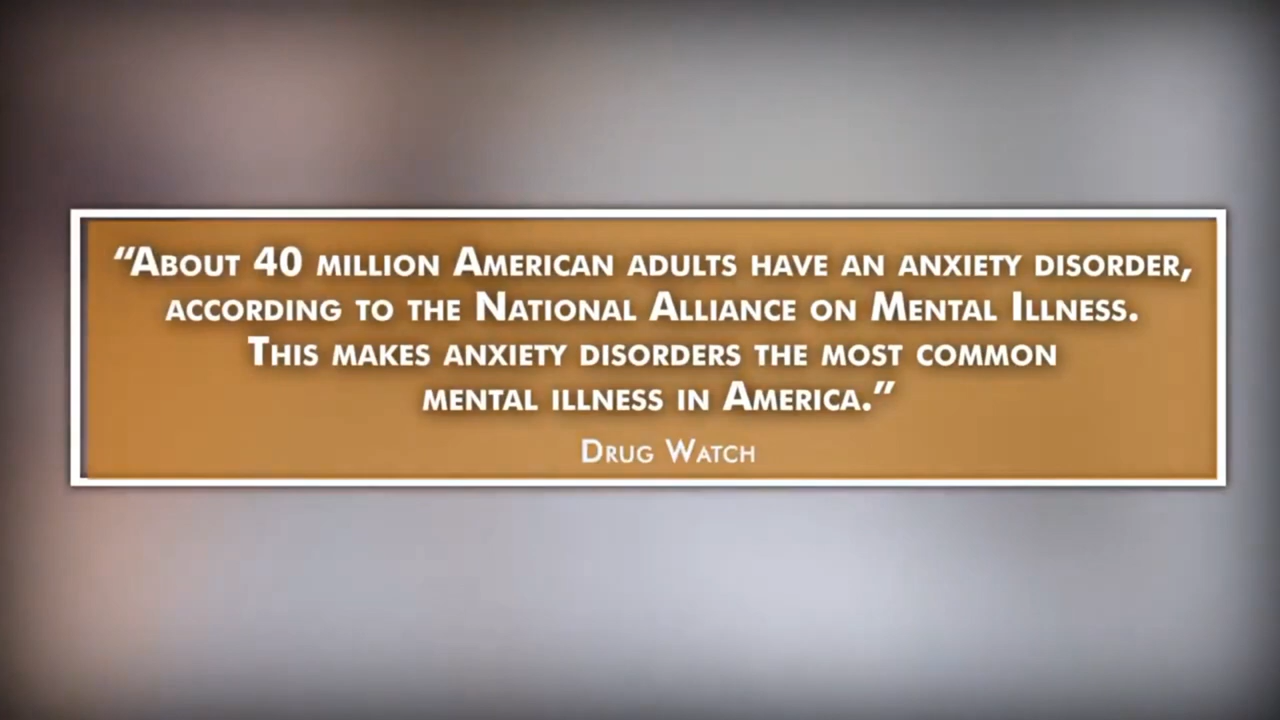 “About 40 million American adults have an anxiety disorder,
according to the National Alliance on Mental Illness.
This makes anxiety disorders the most common
mental illness in America.”
Drug Watch